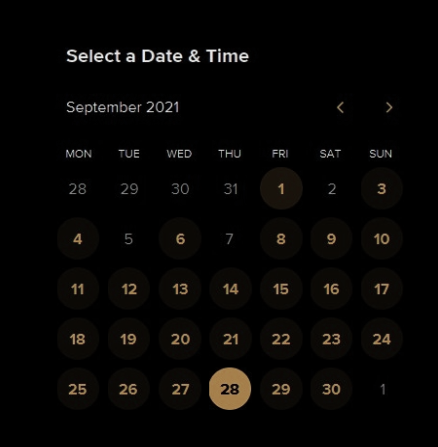 Select a Date & Time
September 2021
MON TUE WED THU FRI SAT SUN
28 29 30 31 1 2 3
4 5 6 7 8 9 10
11 12 13 14 15 16 17
18 19 20 21 22 23 24
25 26 27 28 29 30 1